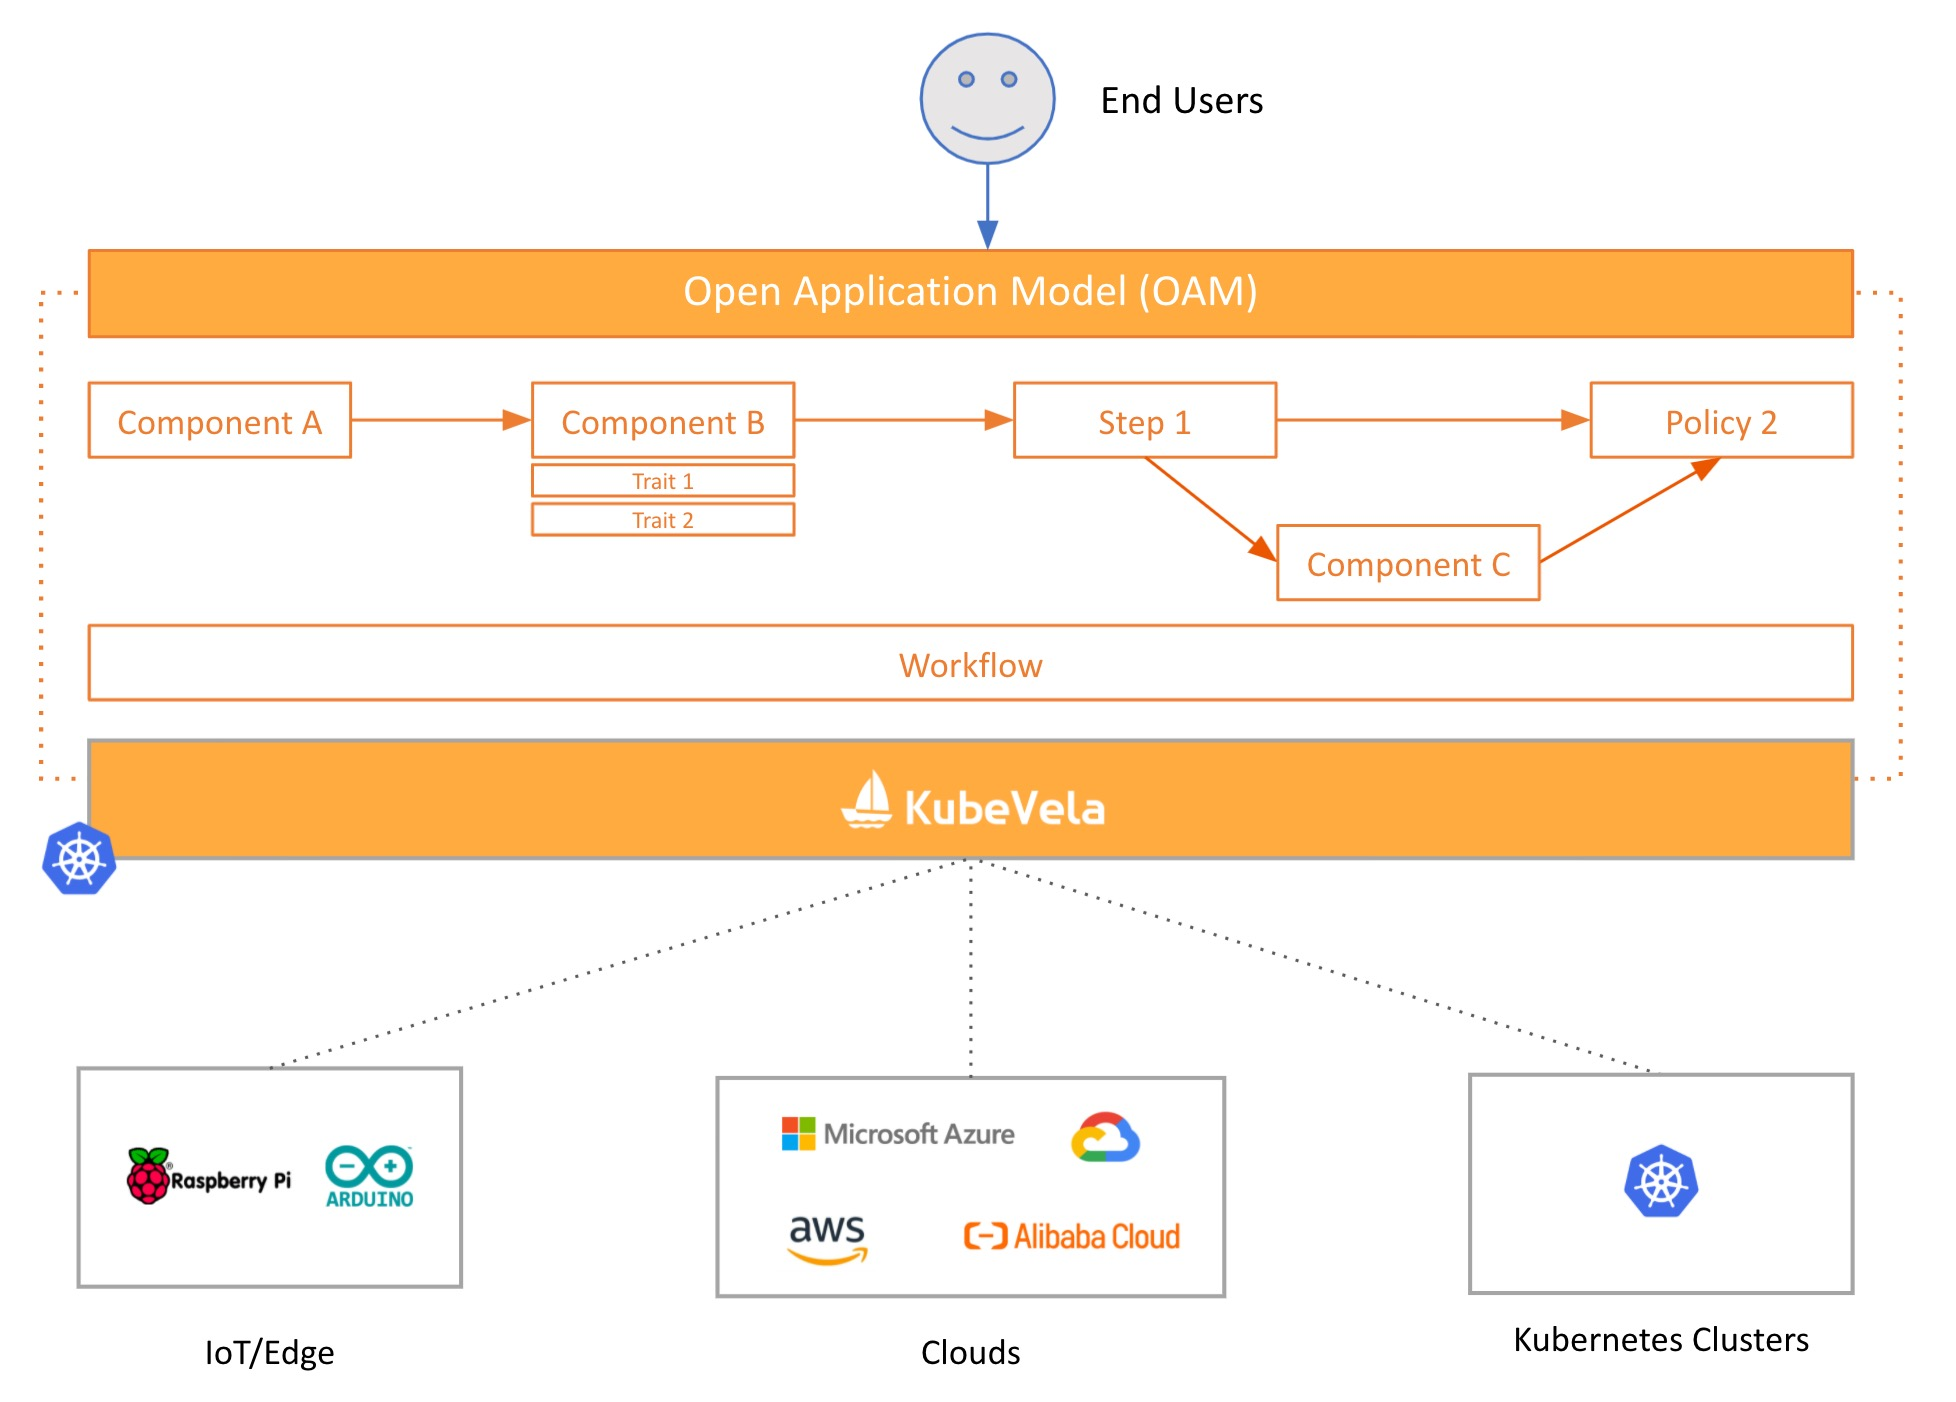 End Users
Open Application Model (OAM)
Component A
Component B
Step 1
Policy 2
Trait 1
Trait 2
Component C
Workflow
KubeVela
Raspberry Pi
ARDUINO
Microsoft Azure
aws
Alibaba Cloud
IoT/Edge
Clouds
Kubernetes Clusters